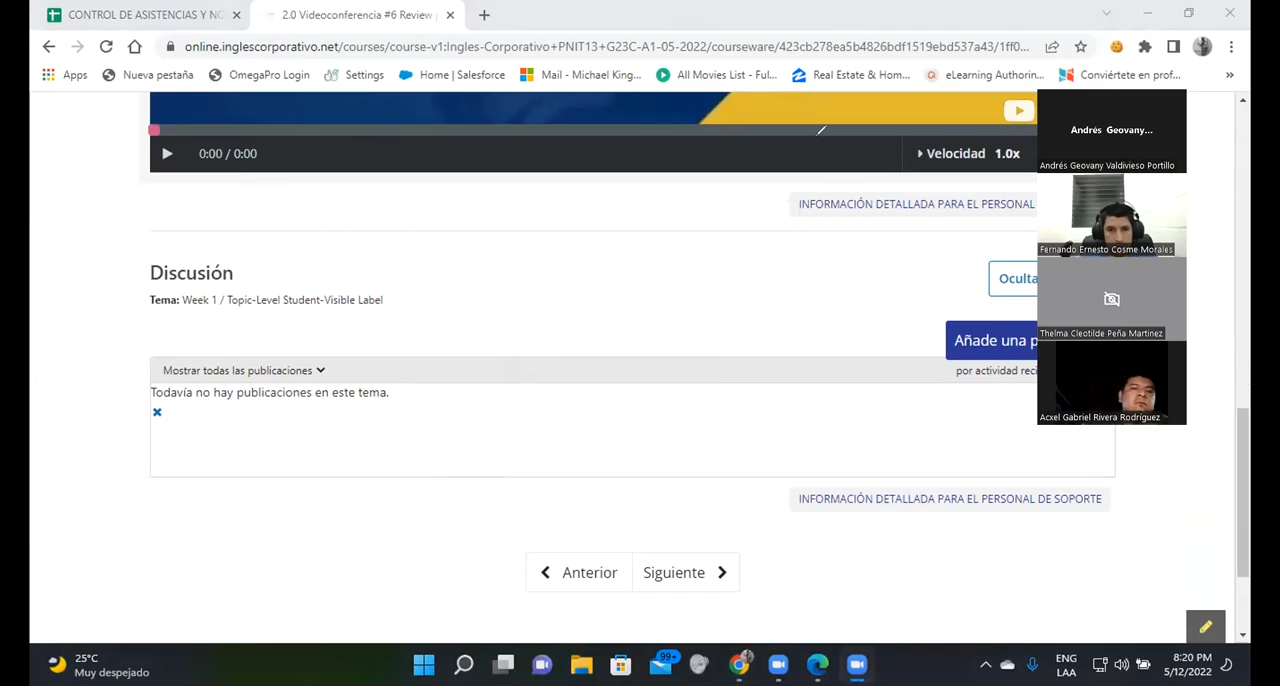 CONTROL DE ASISTENCIAS Y NO
2.0 Videoconferencia #6 Review
online.inglescorporativo.net/courses/course-v1:Ingles-Corporativo+PNIT13+G23C-A1-05-2022/courseware/423cb278ea5b4826bdf1519ebd537a43/1ff0...
Apps
Nueva pestaña
OmegaPro Login
Settings
Home | Salesforce
Mail - Michael King...
All Movies List - Ful...
Real Estate & Hom...
eLearning Authorin...
Conviértete en prof...
»
0:00 / 0:00
Velocidad 1.0x
Andrés Geovany...
Andrés Geovany Valdivieso Portillo
INFORMACIÓN DETALLADA PARA EL PERSONAL
Fernando Ernesto Cosme Morales
Discusión
Oculta
Tema: Week 1 / Topic-Level Student-Visible Label
Thelma Cleotilde Peña Martinez
Añade una p
Mostrar todas las publicaciones
por actividad reci
Todavía no hay publicaciones en este tema.
Acxel Gabriel Rivera Rodríguez
INFORMACIÓN DETALLADA PARA EL PERSONAL DE SOPORTE
Anterior
Siguiente
25°C
Muy despejado
99+
ENG
LAA
8:20 PM
5/12/2022